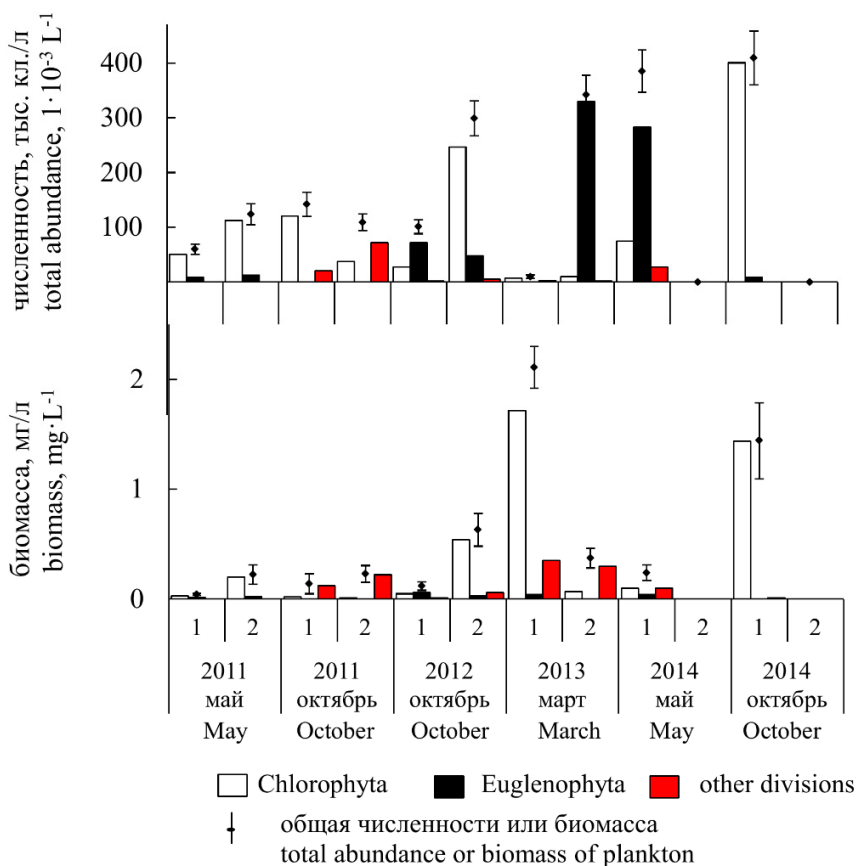 численность, тыс. кл./л
total abundance, 1·10⁻³ L⁻¹
400
300
200
100
биомасса, мг/л
biomass, mg·L⁻¹
2
1
0
1 2 1 2 1 2 1 2 1 2 1 2
2011 2011 2012 2013 2014 2014
май октябрь октябрь март май октябрь
May October October March May October
Chlorophyta Euglenophyta other divisions
общая численности или биомасса
total abundance or biomass of plankton